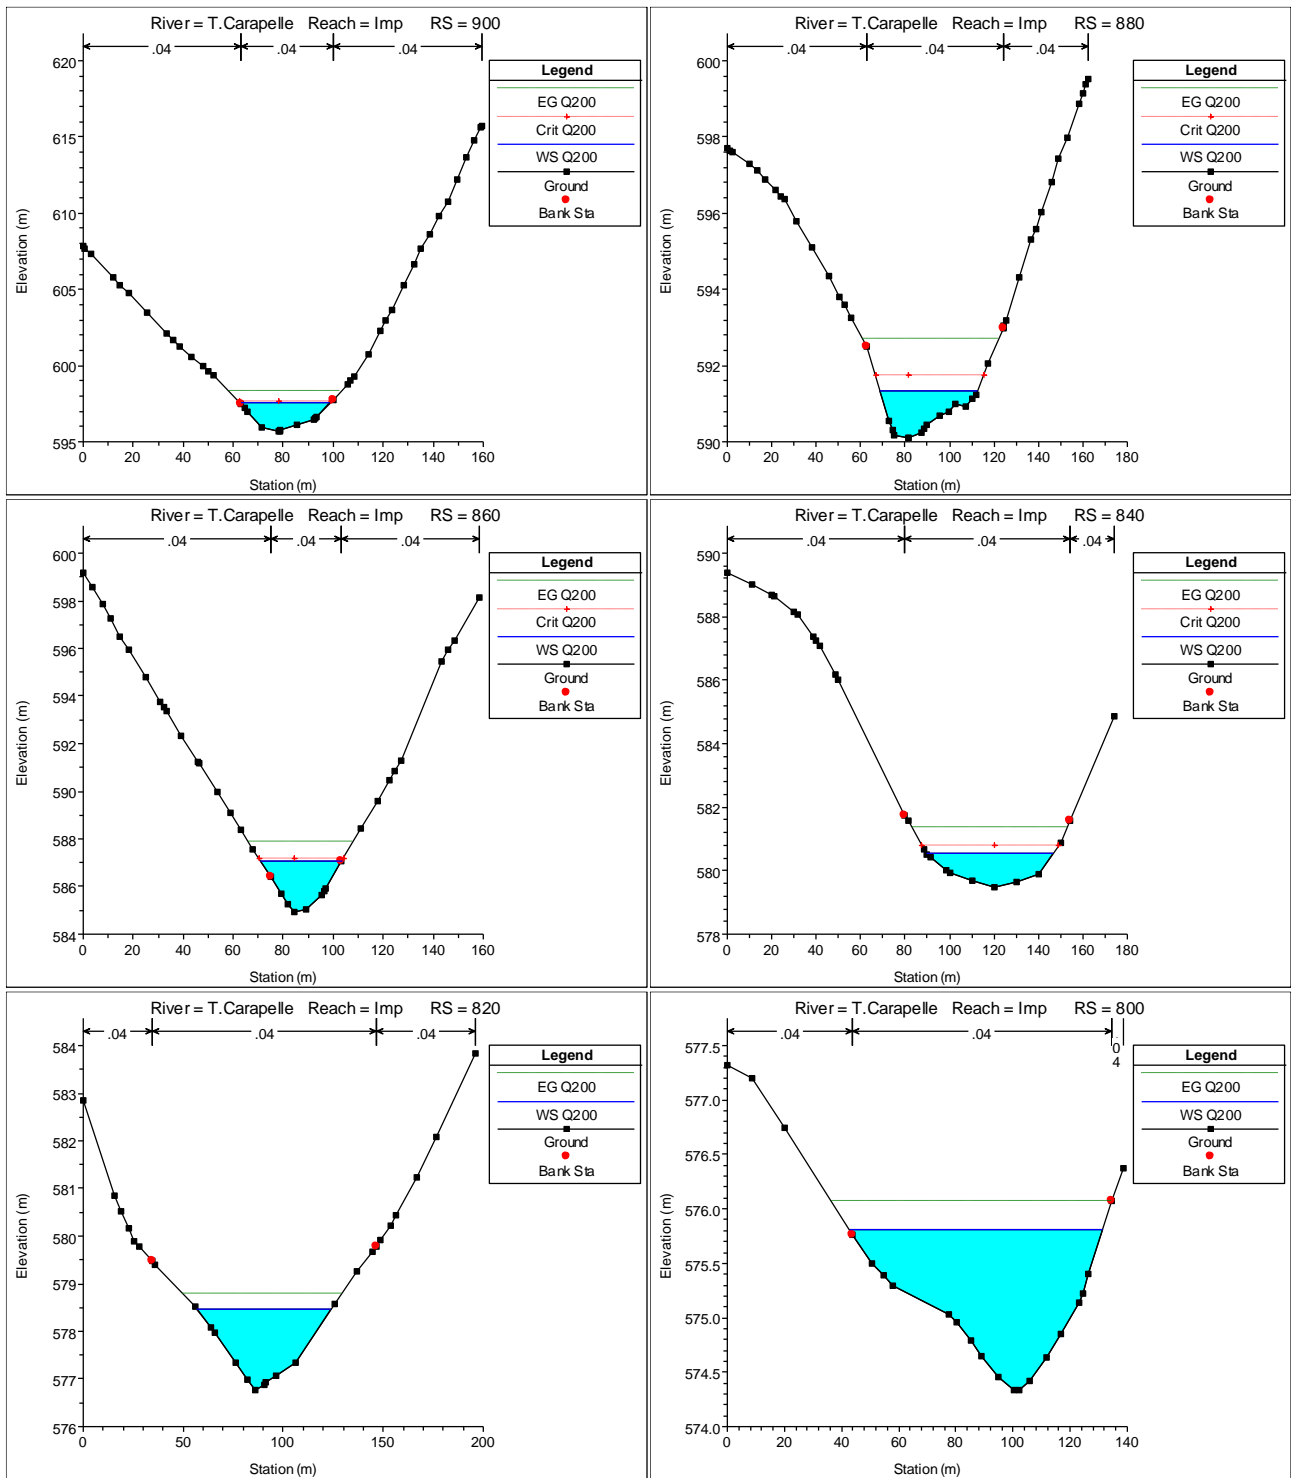 River = T.Carapelle Reach = Imp RS = 900
.04 .04 .04
Legend
EG Q200
Crit Q200
WS Q200
Ground
Bank Sta
620
615
610
605
600
595
0 20 40 60 80 100 120 140 160
Elevation (m)
Station (m)
River = T.Carapelle Reach = Imp RS = 880
.04 .04 .04
Legend
EG Q200
Crit Q200
WS Q200
Ground
Bank Sta
600
598
596
594
592
590
0 20 40 60 80 100 120 140 160 180
Elevation (m)
Station (m)
River = T.Carapelle Reach = Imp RS = 860
.04 .04 .04
Legend
EG Q200
Crit Q200
WS Q200
Ground
Bank Sta
600
598
596
594
592
590
588
586
584
0 20 40 60 80 100 120 140 160
Elevation (m)
Station (m)
River = T.Carapelle Reach = Imp RS = 840
.04 .04 .04
Legend
EG Q200
Crit Q200
WS Q200
Ground
Bank Sta
590
588
586
584
582
580
578
0 20 40 60 80 100 120 140 160 180
Elevation (m)
Station (m)
River = T.Carapelle Reach = Imp RS = 820
.04 .04 .04
Legend
EG Q200
WS Q200
Ground
Bank Sta
584
583
582
581
580
579
578
577
576
0 50 100 150 200
Elevation (m)
Station (m)
River = T.Carapelle Reach = Imp RS = 800
.04 .04 .04
Legend
EG Q200
WS Q200
Ground
Bank Sta
577.5
577.0
576.5
576.0
575.5
575.0
574.5
574.0
0 20 40 60 80 100 120 140
Elevation (m)
Station (m)